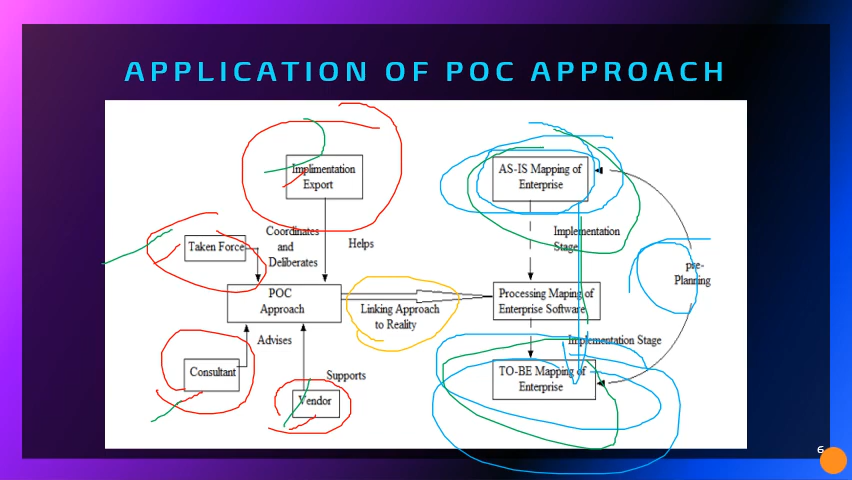 APPLICATION OF POC APPROACH
Implimentation
Export
AS-IS Mapping of
Enterprise
Taken Force
Coordinates
and
Deliberates
Helps
Implementation
Stage
pre-
Planning
POC
Approach
Linking Approach
to Reality
Processing Maping of
Enterprise Software
Advises
Implementation Stage
Consultant
Supports
Vendor
TO-BE Mapping of
Enterprise
6